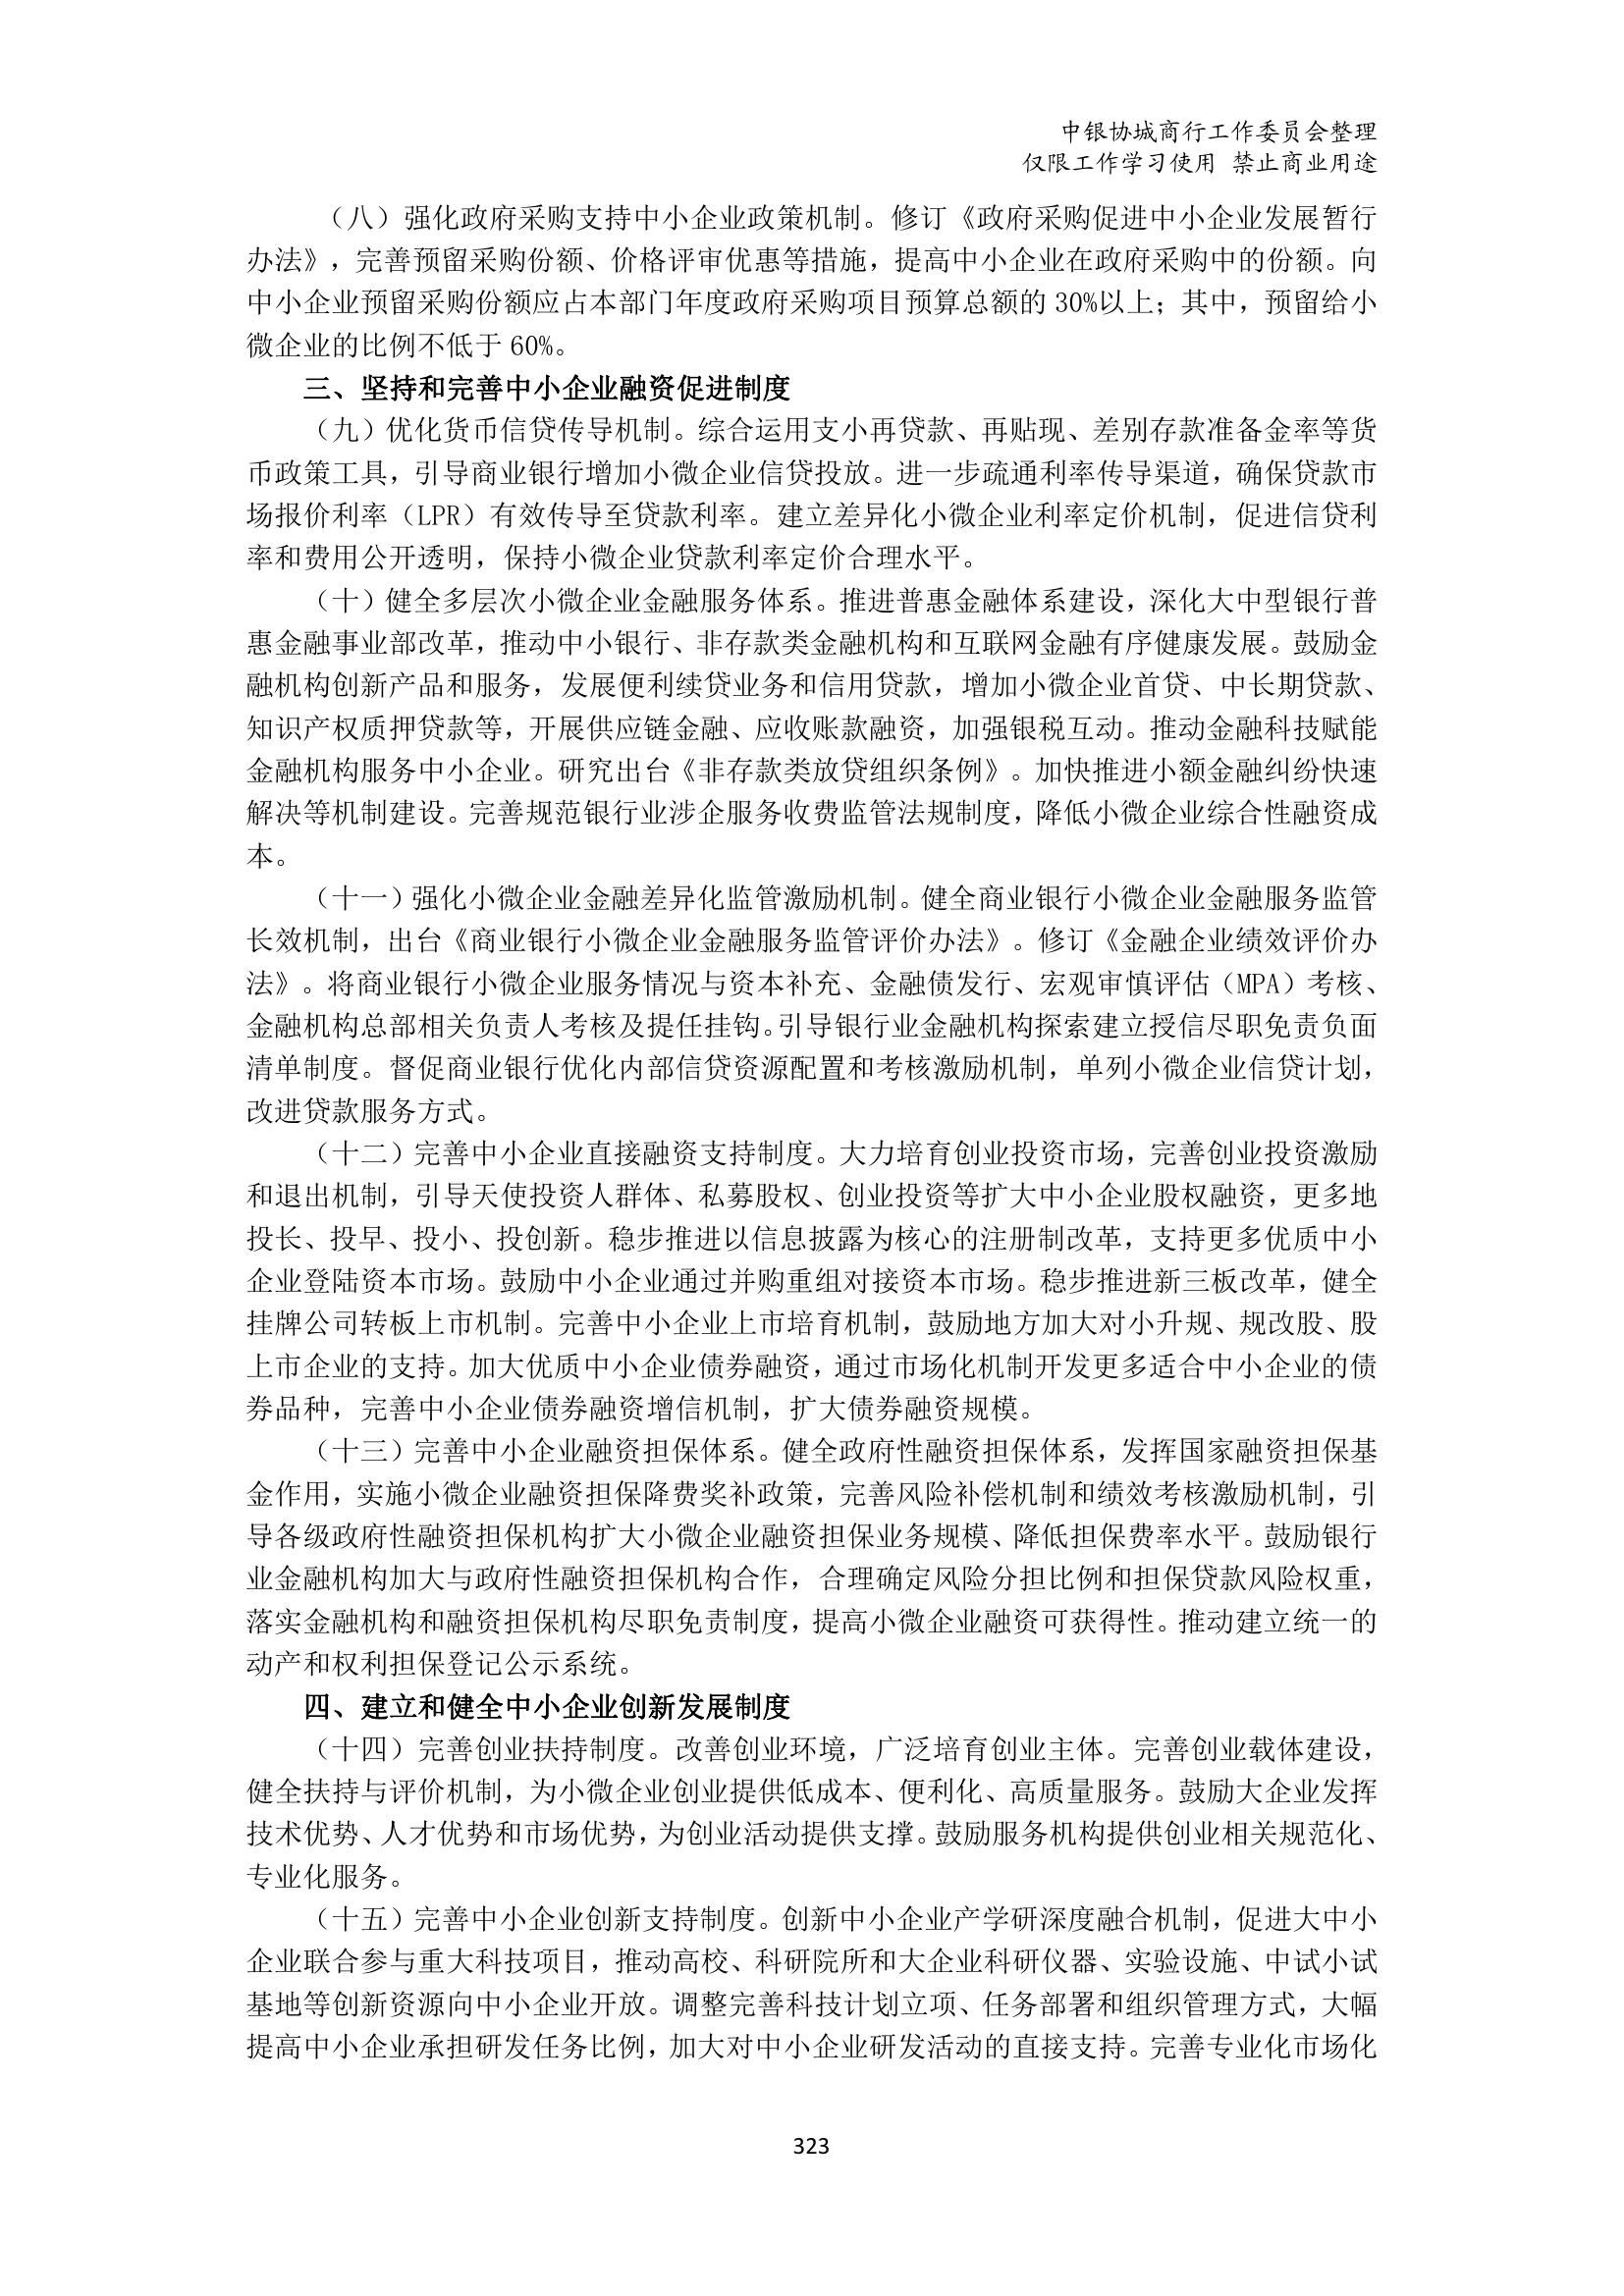 中银协城商行工作委员会整理
仅限工作学习使用 禁止商业用途
（八）强化政府采购支持中小企业政策机制。修订《政府采购促进中小企业发展暂行
办法》，完善预留采购份额、价格评审优惠等措施，提高中小企业在政府采购中的份额。向
中小企业预留采购份额应占本部门年度政府采购项目预算总额的 30%以上；其中，预留给小
微企业的比例不低于 60%。
三、坚持和完善中小企业融资促进制度
（九）优化货币信贷传导机制。综合运用支小再贷款、再贴现、差别存款准备金率等货
币政策工具，引导商业银行增加小微企业信贷投放。进一步疏通利率传导渠道，确保贷款市
场报价利率（LPR）有效传导至贷款利率。建立差异化小微企业利率定价机制，促进信贷利
率和费用公开透明，保持小微企业贷款利率定价合理水平。
（十）健全多层次小微企业金融服务体系。推进普惠金融体系建设，深化大中型银行普
惠金融事业部改革，推动中小银行、非存款类金融机构和互联网金融有序健康发展。鼓励金
融机构创新产品和服务，发展便利续贷业务和信用贷款，增加小微企业首贷、中长期贷款、
知识产权质押贷款等，开展供应链金融、应收账款融资，加强银税互动。推动金融科技赋能
金融机构服务中小企业。研究出台《非存款类放贷组织条例》。加快推进小额金融纠纷快速
解决等机制建设。完善规范银行业涉企服务收费监管法规制度，降低小微企业综合性融资成
本。
（十一）强化小微企业金融差异化监管激励机制。健全商业银行小微企业金融服务监管
长效机制，出台《商业银行小微企业金融服务监管评价办法》。修订《金融企业绩效评价办
法》。将商业银行小微企业服务情况与资本补充、金融债发行、宏观审慎评估（MPA）考核、
金融机构总部相关负责人考核及提任挂钩。引导银行业金融机构探索建立授信尽职免责负面
清单制度。督促商业银行优化内部信贷资源配置和考核激励机制，单列小微企业信贷计划，
改进贷款服务方式。
（十二）完善中小企业直接融资支持制度。大力培育创业投资市场，完善创业投资激励
和退出机制，引导天使投资人群体、私募股权、创业投资等扩大中小企业股权融资，更多地
投长、投早、投小、投创新。稳步推进以信息披露为核心的注册制改革，支持更多优质中小
企业登陆资本市场。鼓励中小企业通过并购重组对接资本市场。稳步推进新三板改革，健全
挂牌公司转板上市机制。完善中小企业上市培育机制，鼓励地方加大对小升规、规改股、股
上市企业的支持。加大优质中小企业债券融资，通过市场化机制开发更多适合中小企业的债
券品种，完善中小企业债券融资增信机制，扩大债券融资规模。
（十三）完善中小企业融资担保体系。健全政府性融资担保体系，发挥国家融资担保基
金作用，实施小微企业融资担保降费奖补政策，完善风险补偿机制和绩效考核激励机制，引
导各级政府性融资担保机构扩大小微企业融资担保业务规模、降低担保费率水平。鼓励银行
业金融机构加大与政府性融资担保机构合作，合理确定风险分担比例和担保贷款风险权重，
落实金融机构和融资担保机构尽职免责制度，提高小微企业融资可获得性。推动建立统一的
动产和权利担保登记公示系统。
四、建立和健全中小企业创新发展制度
（十四）完善创业扶持制度。改善创业环境，广泛培育创业主体。完善创业载体建设，
健全扶持与评价机制，为小微企业创业提供低成本、便利化、高质量服务。鼓励大企业发挥
技术优势、人才优势和市场优势，为创业活动提供支撑。鼓励服务机构提供创业相关规范化、
专业化服务。
（十五）完善中小企业创新支持制度。创新中小企业产学研深度融合机制，促进大中小
企业联合参与重大科技项目，推动高校、科研院所和大企业科研仪器、实验设施、中试小试
基地等创新资源向中小企业开放。调整完善科技计划立项、任务部署和组织管理方式，大幅
提高中小企业承担研发任务比例，加大对中小企业研发活动的直接支持。完善专业化市场化
323